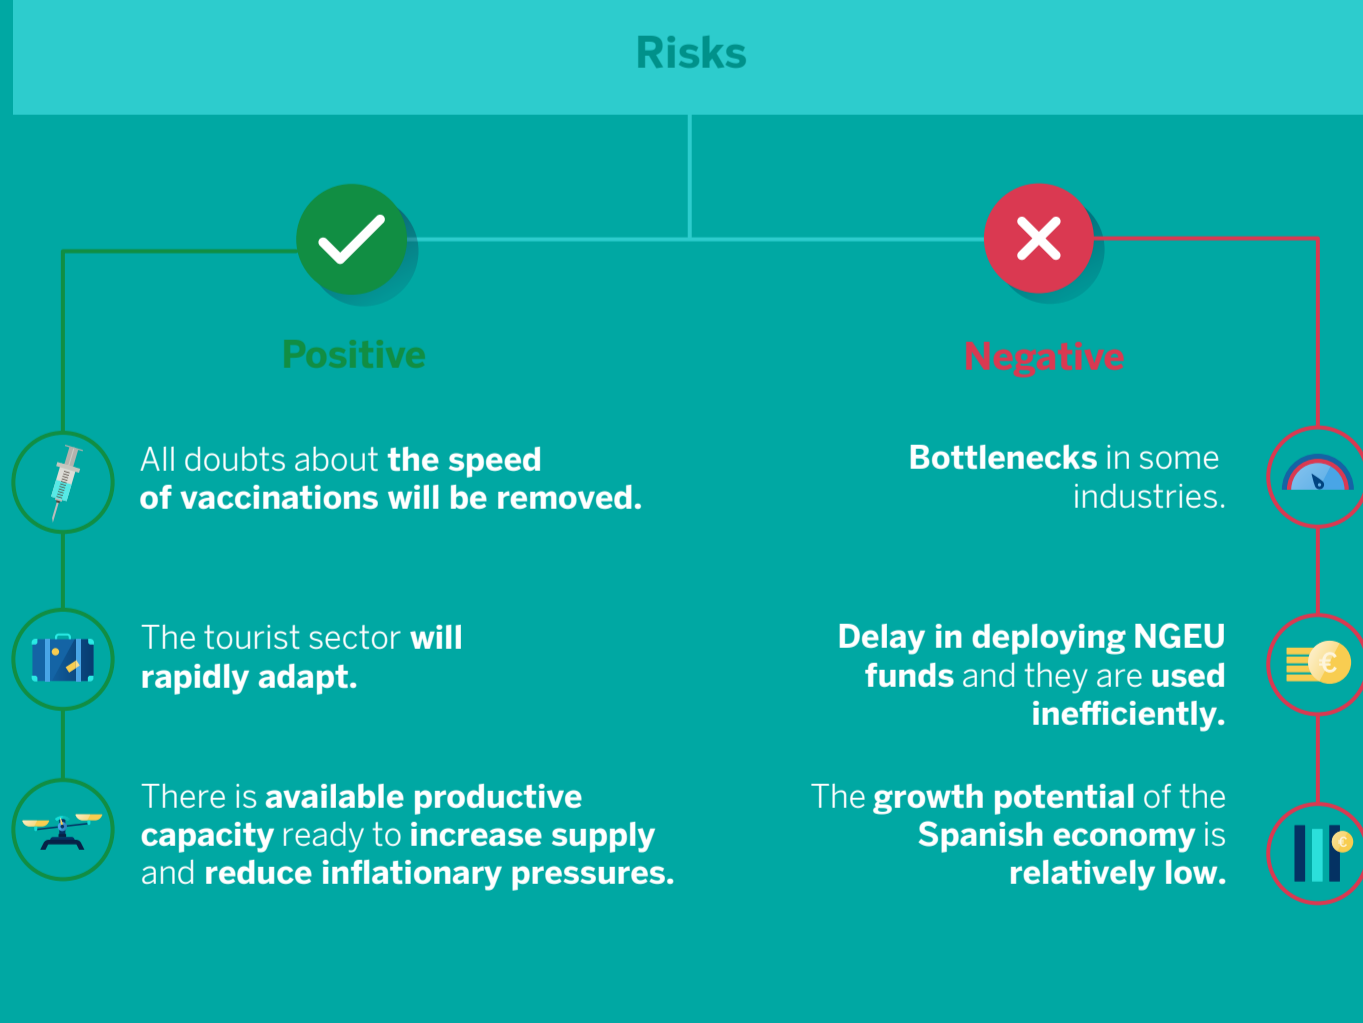 Risks
Positive
All doubts about the speed
of vaccinations will be removed.
The tourist sector will
rapidly adapt.
There is available productive
capacity ready to increase supply
and reduce inflationary pressures.
Negative
Bottlenecks in some
industries.
Delay in deploying NGEU
funds and they are used
inefficiently.
The growth potential of the
Spanish economy is
relatively low.
€
€